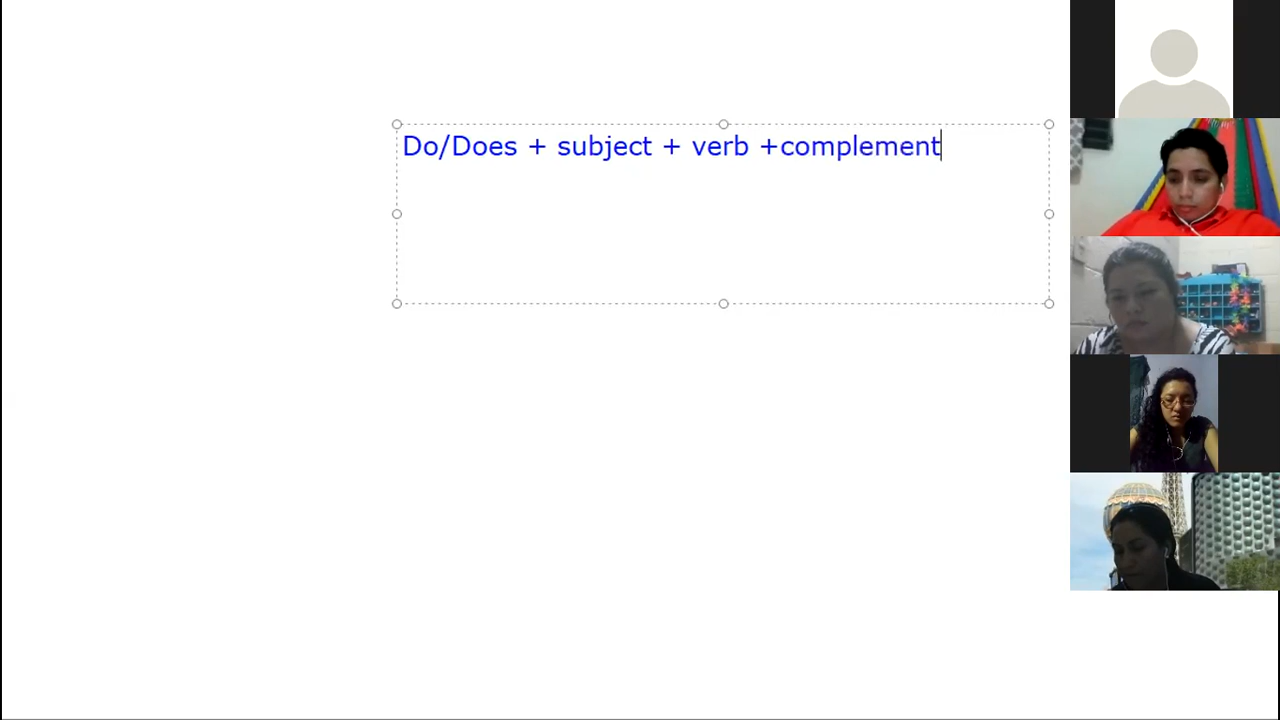 Do/Does + subject + verb +complement